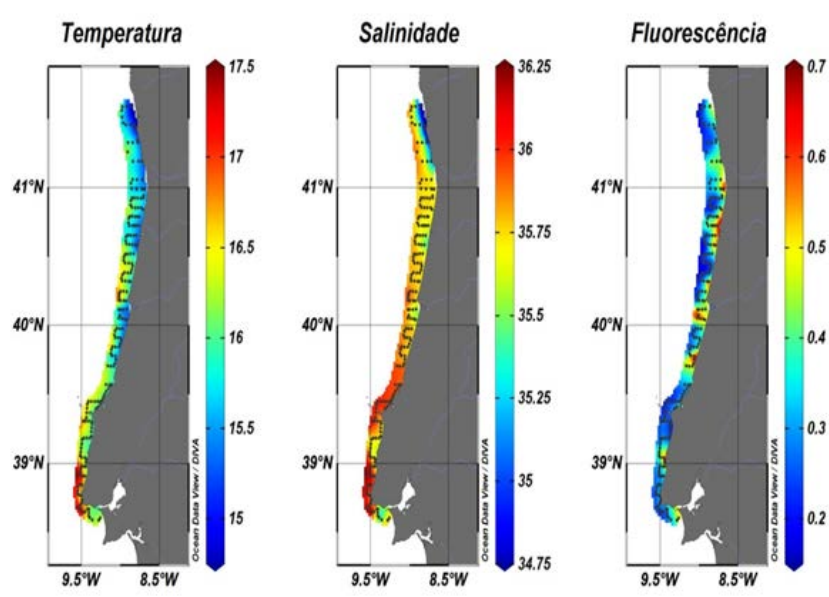 Temperatura
17.5
17
16.5
16
15.5
15
41°N
40°N
39°N
9.5°W 8.5°W
Ocean Data View / DIVA
Salinidade
36.25
36
35.75
35.5
35.25
35
34.75
41°N
40°N
39°N
9.5°W 8.5°W
Ocean Data View / DIVA
Fluorescência
0.7
0.6
0.5
0.4
0.3
0.2
41°N
40°N
39°N
9.5°W 8.5°W
Ocean Data View / DIVA